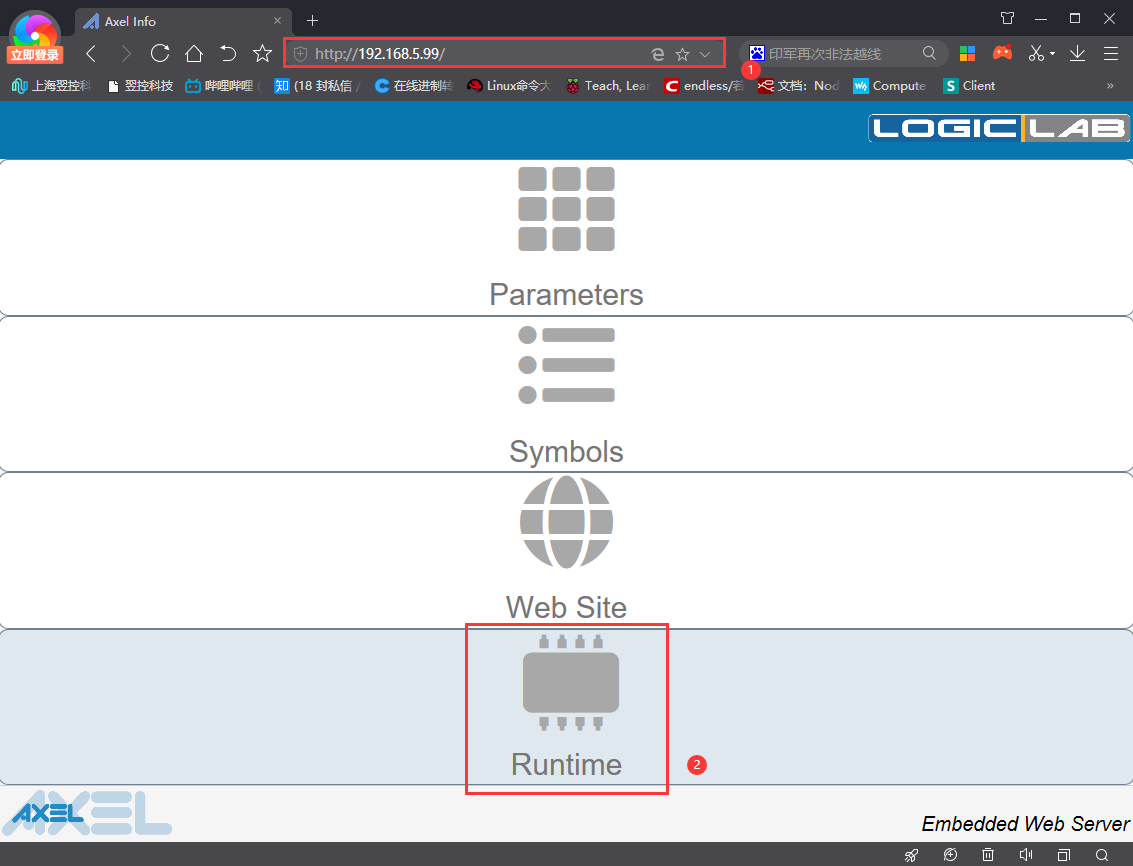 Axel Info
立即登录
http://192.168.5.99/
印军再次非法越线
1
上海翌控科
翌控科技
哔哩哔哩 (
(18 封私信 /
在线进制转
Linux命令大
Teach, Lear
endless/若
文档：Nod
Compute
Client
LOGIC LAB
Parameters
Symbols
Web Site
Runtime
2
AXEL
Embedded Web Server